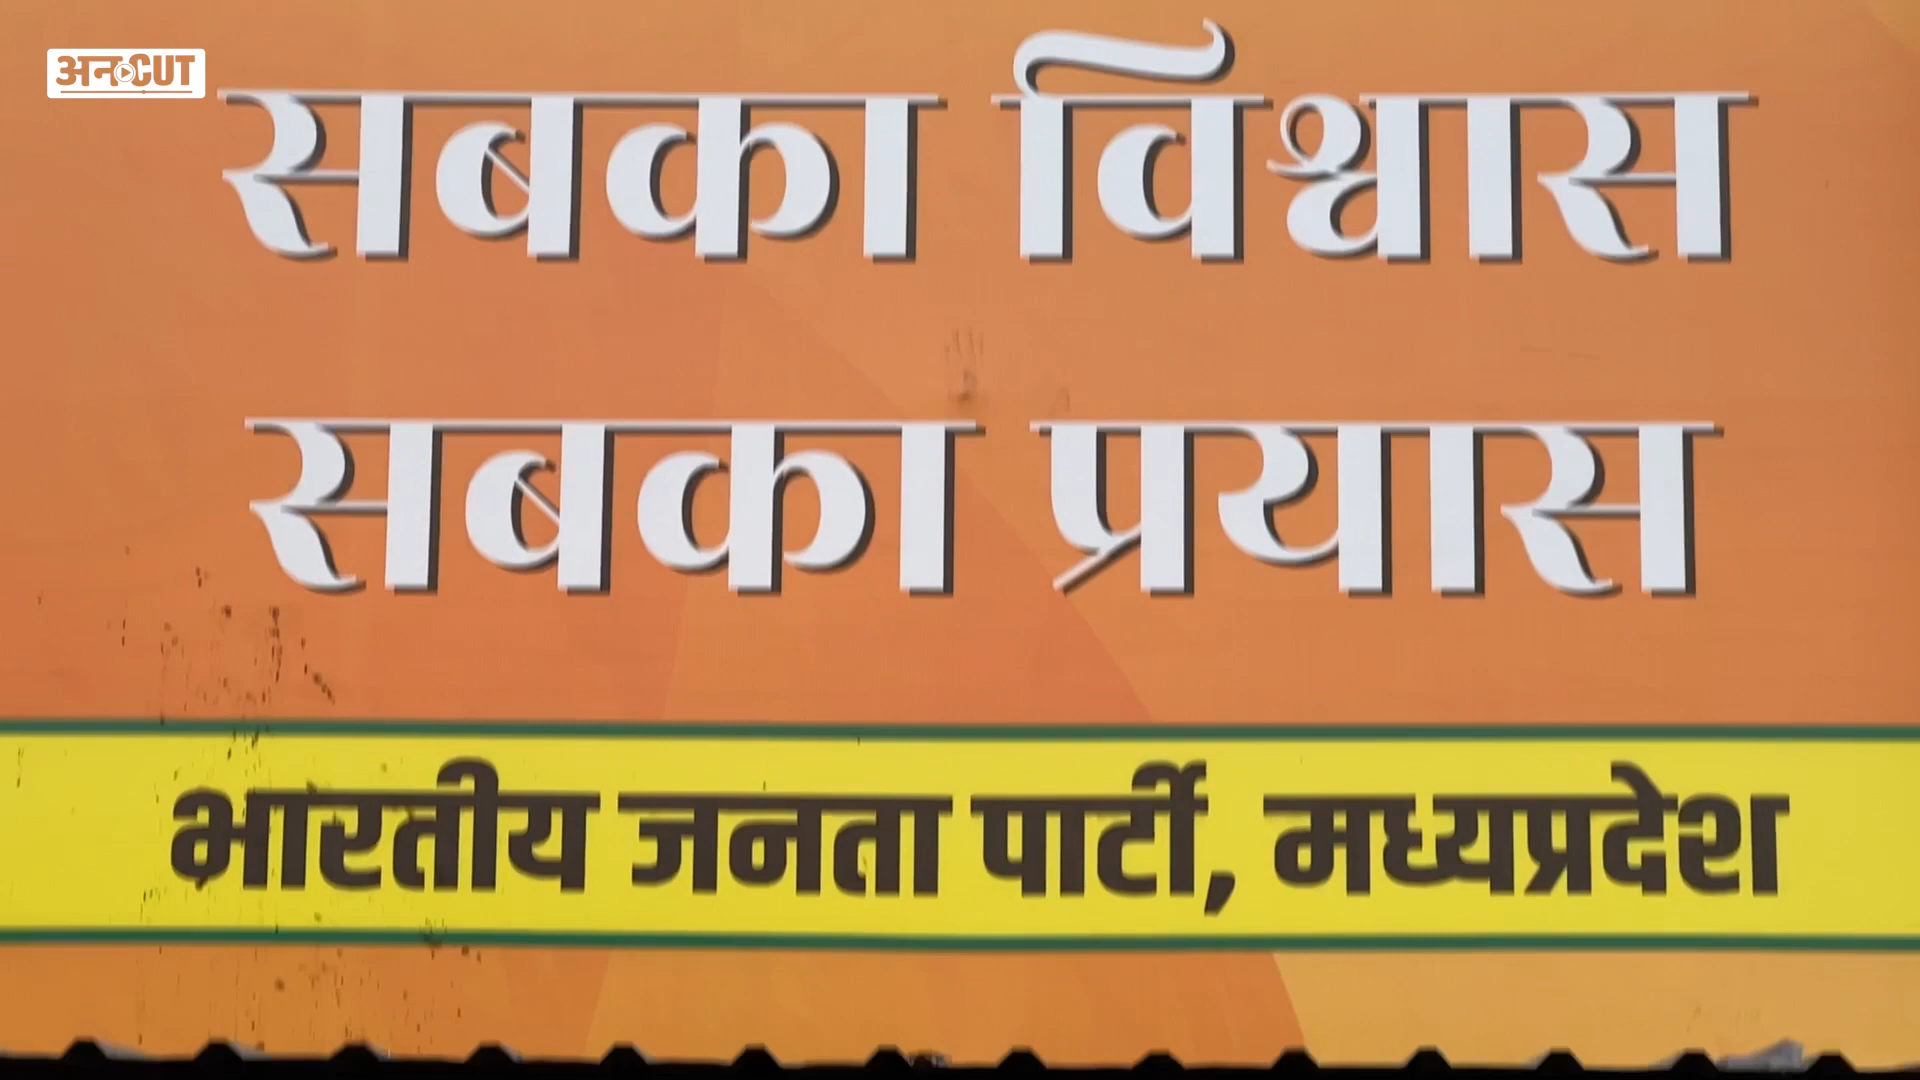 अनCUT
सबका विश्वास
सबका प्रयास
भारतीय जनता पार्टी, मध्यप्रदेश